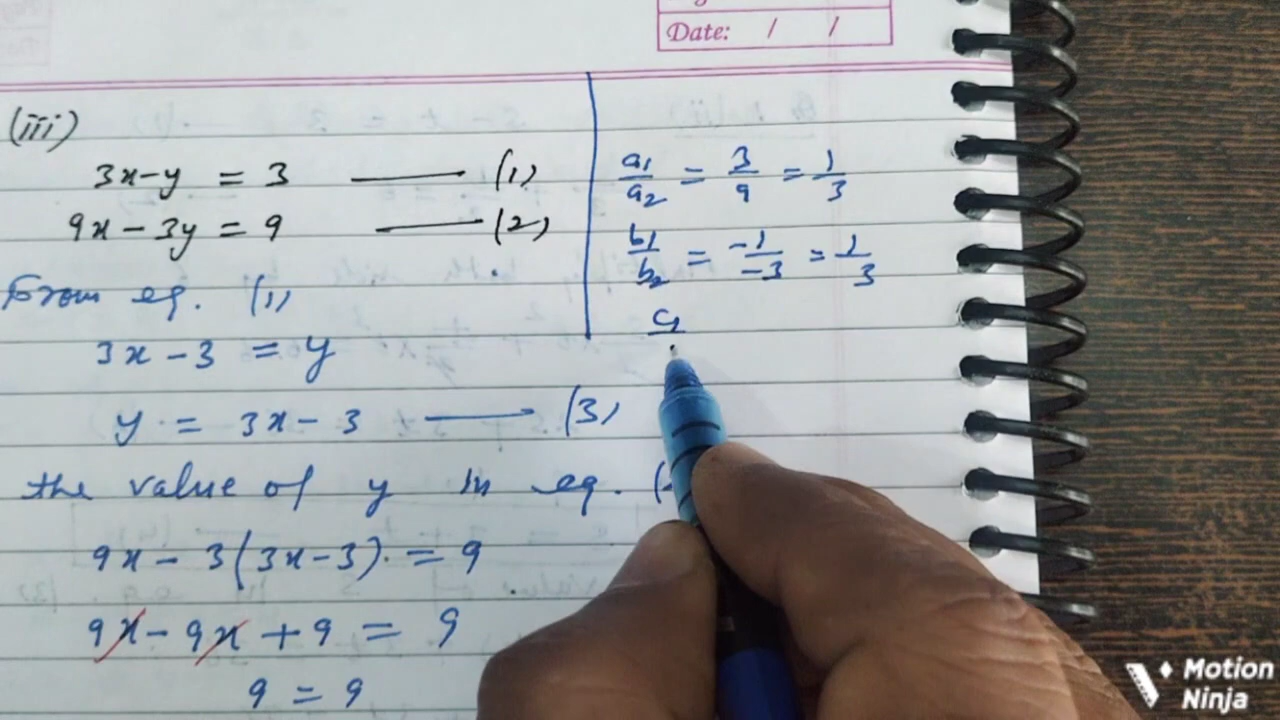 Date: / /
(iii)
3x-y = 3 —— (1)
9x-3y = 9 —— (2)
From eq. (1)
3x-3 = y
y = 3x-3 —— (3)
the value of y in eq. (
9x-3(3x-3) = 9
9x-9x+9 = 9
9 = 9
a1/a2 = 3/9 = 1/3
b1/b2 = -1/-3 = 1/3
c1
Motion
Ninja